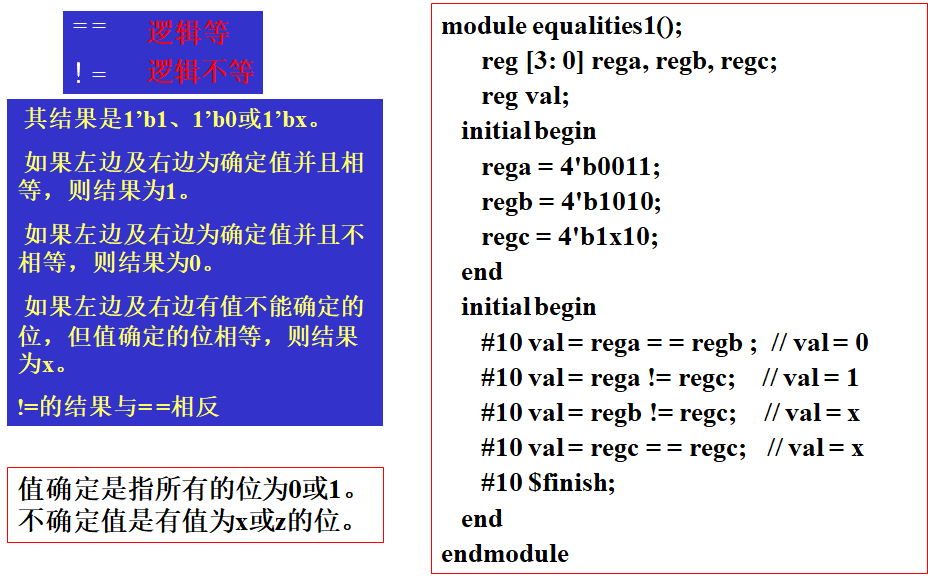 == 逻辑等
!= 逻辑不等
其结果是1’b1、1’b0或1’bx。
如果左边及右边为确定值并且相
等，则结果为1。
如果左边及右边为确定值并且不
相等，则结果为0。
如果左边及右边有值不能确定的
位，但值确定的位相等，则结果
为x。
!=的结果与==相反
值确定是指所有的位为0或1。
不确定值是有值为x或z的位。
module equalities1();
reg [3: 0] rega, regb, regc;
reg val;
initial begin
rega = 4'b0011;
regb = 4'b1010;
regc = 4'b1x10;
end
initial begin
#10 val = rega = = regb ; // val = 0
#10 val = rega != regc; // val = 1
#10 val = regb != regc; // val = x
#10 val = regc = = regc; // val = x
#10 $finish;
end
endmodule